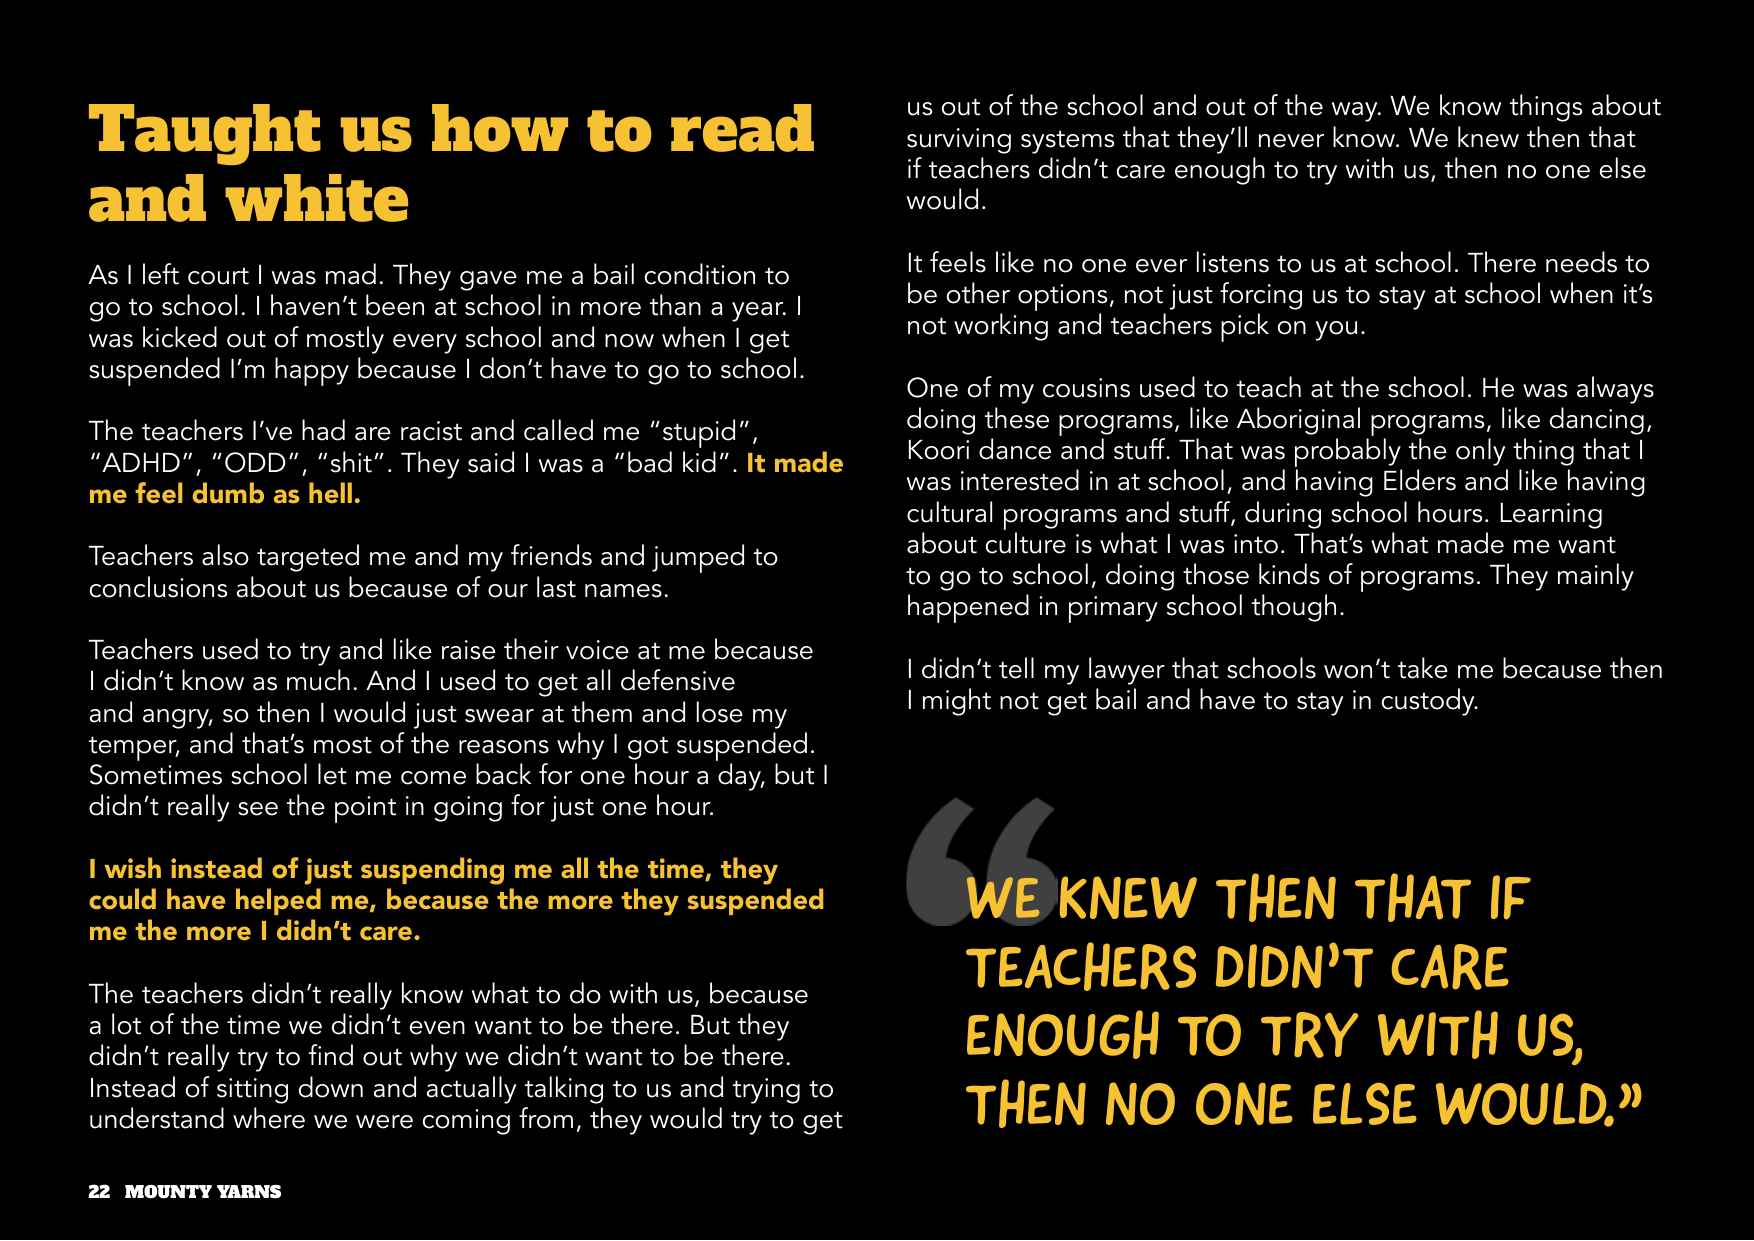 Taught us how to read
and white
As I left court I was mad. They gave me a bail condition to
go to school. I haven’t been at school in more than a year. I
was kicked out of mostly every school and now when I get
suspended I’m happy because I don’t have to go to school.
The teachers I’ve had are racist and called me “stupid”,
“ADHD”, “ODD”, “shit”. They said I was a “bad kid”. It made
me feel dumb as hell.
Teachers also targeted me and my friends and jumped to
conclusions about us because of our last names.
Teachers used to try and like raise their voice at me because
I didn’t know as much. And I used to get all defensive
and angry, so then I would just swear at them and lose my
temper, and that’s most of the reasons why I got suspended.
Sometimes school let me come back for one hour a day, but I
didn’t really see the point in going for just one hour.
I wish instead of just suspending me all the time, they
could have helped me, because the more they suspended
me the more I didn’t care.
The teachers didn’t really know what to do with us, because
a lot of the time we didn’t even want to be there. But they
didn’t really try to find out why we didn’t want to be there.
Instead of sitting down and actually talking to us and trying to
understand where we were coming from, they would try to get
us out of the school and out of the way. We know things about
surviving systems that they’ll never know. We knew then that
if teachers didn’t care enough to try with us, then no one else
would.
It feels like no one ever listens to us at school. There needs to
be other options, not just forcing us to stay at school when it’s
not working and teachers pick on you.
One of my cousins used to teach at the school. He was always
doing these programs, like Aboriginal programs, like dancing,
Koori dance and stuff. That was probably the only thing that I
was interested in at school, and having Elders and like having
cultural programs and stuff, during school hours. Learning
about culture is what I was into. That’s what made me want
to go to school, doing those kinds of programs. They mainly
happened in primary school though.
I didn’t tell my lawyer that schools won’t take me because then
I might not get bail and have to stay in custody.
“WE KNEW THEN THAT IF
TEACHERS DIDN’T CARE
ENOUGH TO TRY WITH US,
THEN NO ONE ELSE WOULD.”
22 MOUNTY YARNS